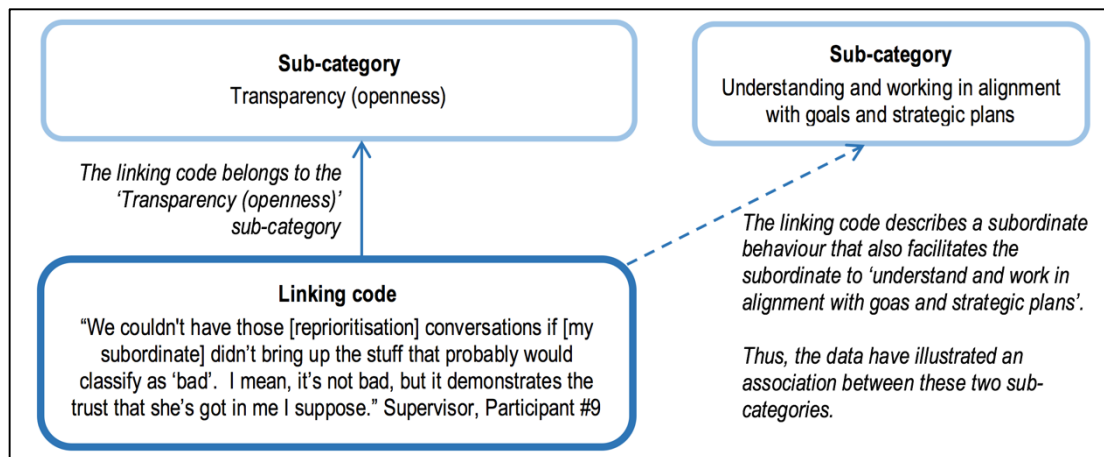 Sub-category
Transparency (openness)
Sub-category
Understanding and working in alignment
with goals and strategic plans
The linking code belongs to the
‘Transparency (openness)’
sub-category
The linking code describes a subordinate
behaviour that also facilitates the
subordinate to ‘understand and work in
alignment with goas and strategic plans’.
Thus, the data have illustrated an
association between these two sub-
categories.
Linking code
“We couldn't have those [reprioritisation] conversations if [my
subordinate] didn’t bring up the stuff that probably would
classify as ‘bad’.  I mean, it’s not bad, but it demonstrates the
trust that she’s got in me I suppose.” Supervisor, Participant #9